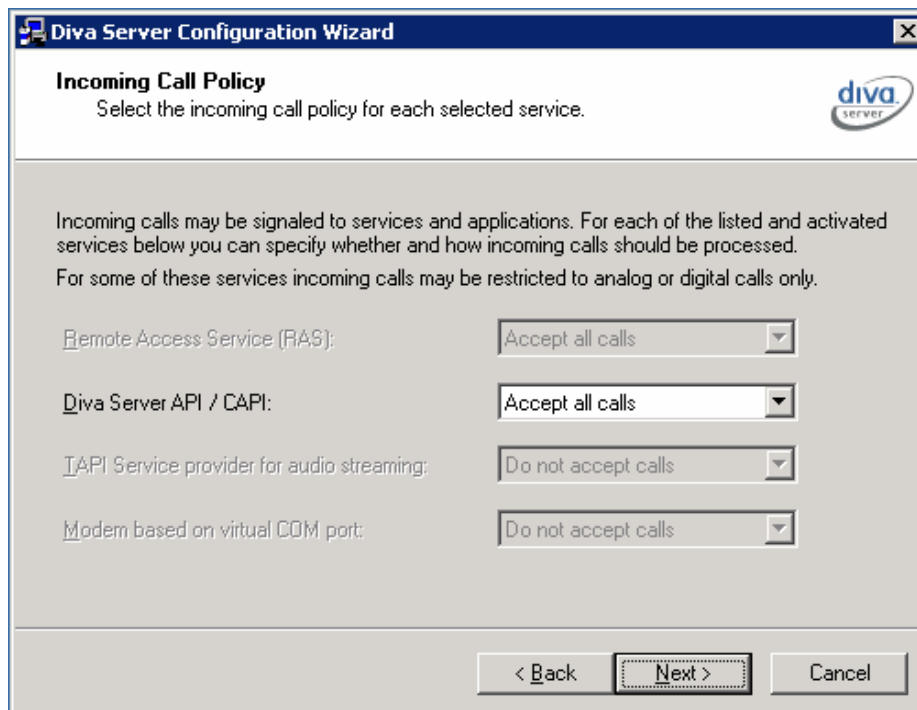 Diva Server Configuration Wizard
Incoming Call Policy
Select the incoming call policy for each selected service.
diva.
server
Incoming calls may be signaled to services and applications. For each of the listed and activated
services below you can specify whether and how incoming calls should be processed.
For some of these services incoming calls may be restricted to analog or digital calls only.
Remote Access Service (RAS): Accept all calls
Diva Server API / CAPI: Accept all calls
TAPI Service provider for audio streaming: Do not accept calls
Modem based on virtual COM port: Do not accept calls
< Back Next > Cancel